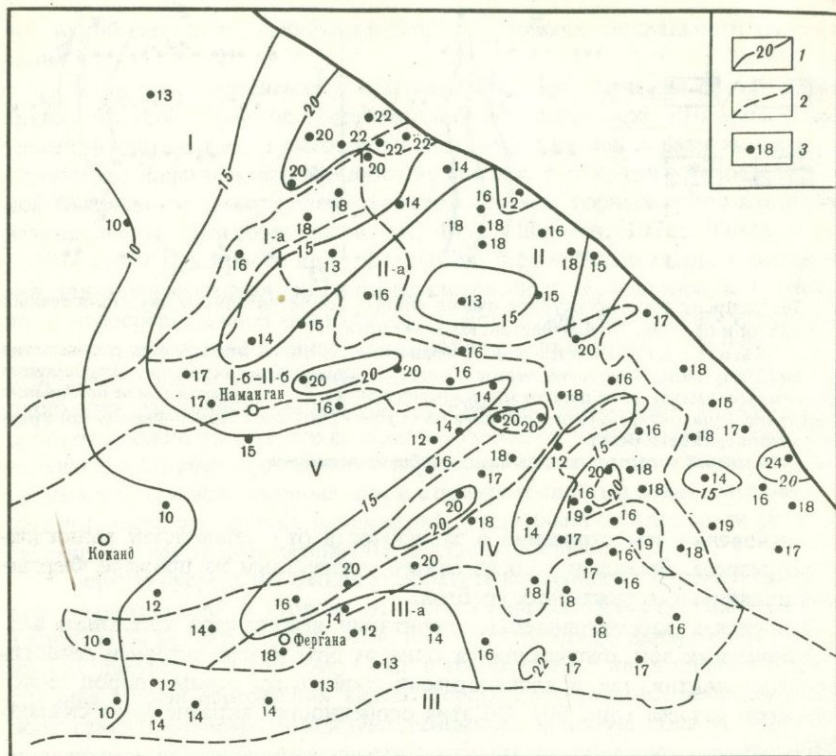 20 1
2
18 3
13 I 20
22
20 22 22 22
20
20 14 16 12
15 18 18 18 16
10 18 18
I-а 15 II 18 15
16 13 II-а
10 16 13 15 15 17
15
14 20
16
17 I-б-II-б 20 20 20 16 14 16 16
17 Наманган 16 20 20 18 18 17
15 14 12 12 16 18 24
V 16 18 20 18 14 20
15 17 20 16 18 15 16 18
10 20 20 18 14 19 16 19 19
Коканд IV 17 16 17
20 20 17
12 16 18 18 16 18
III-а 18 16
10 14 14 12 14 16
Фергана
18 22 17 17
12 13 13
10 14 14 14 III